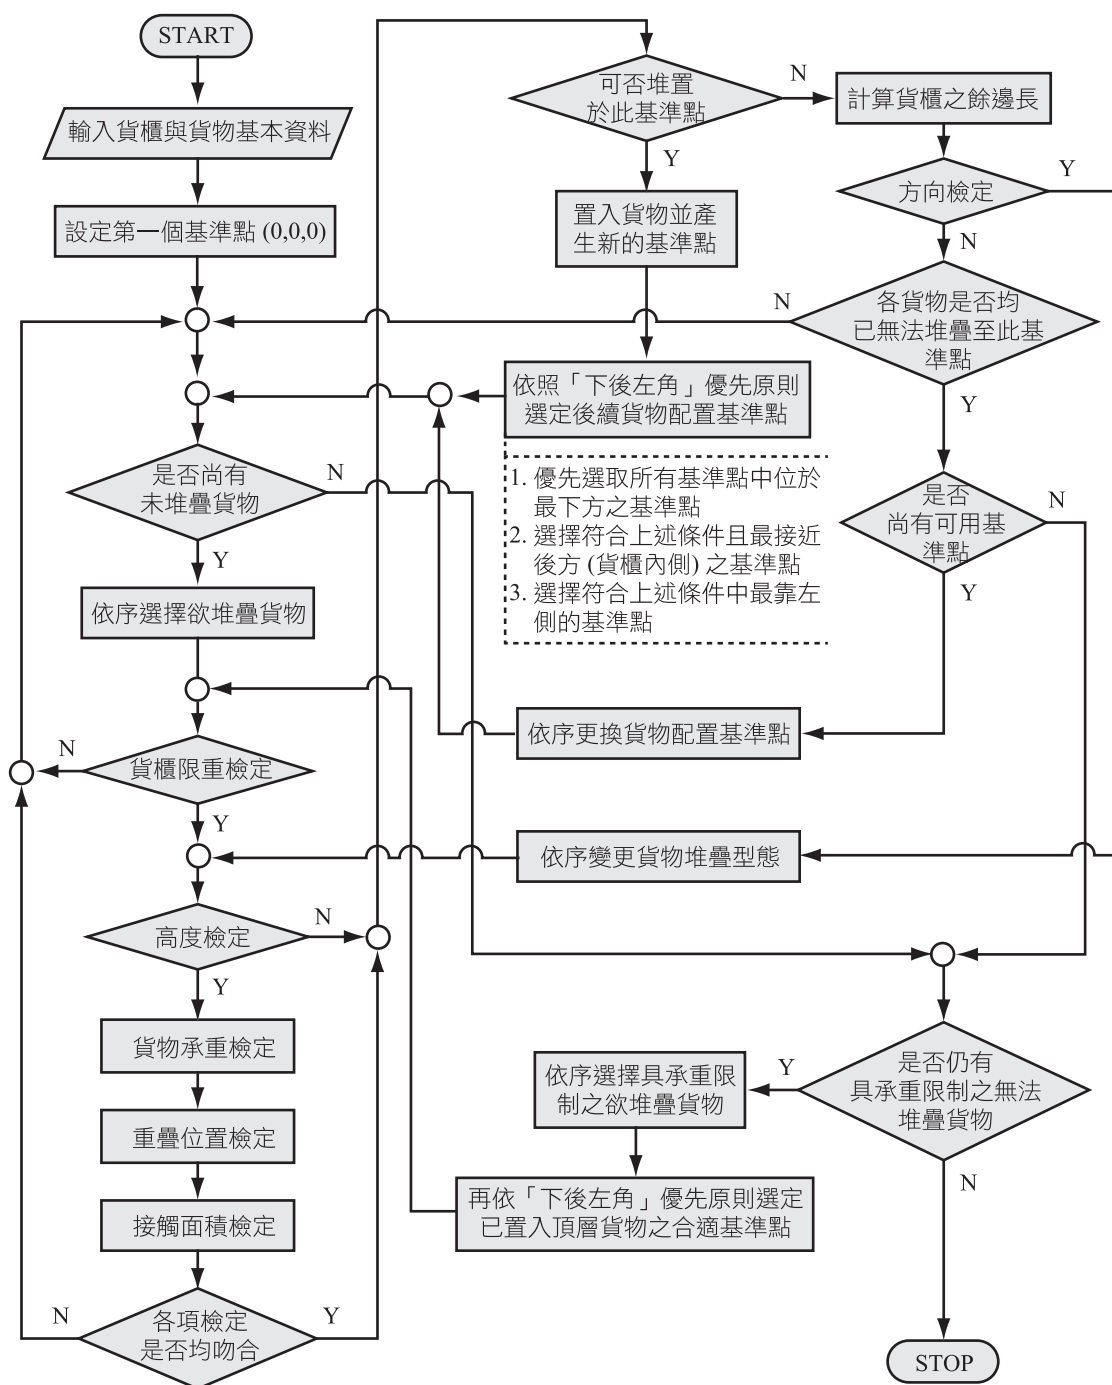 START
輸入貨櫃與貨物基本資料
設定第一個基準點 (0,0,0)
是否尚有
未堆疊貨物
N
Y
依序選擇欲堆疊貨物
貨櫃限重檢定
N
Y
高度檢定
N
Y
貨物承重檢定
重疊位置檢定
接觸面積檢定
各項檢定
是否均吻合
N
Y
可否堆置
於此基準點
N
Y
置入貨物並產
生新的基準點
依照「下後左角」優先原則
選定後續貨物配置基準點
1. 優先選取所有基準點中位於
最下方之基準點
2. 選擇符合上述條件且最接近
後方 (貨櫃內側) 之基準點
3. 選擇符合上述條件中最靠左
側的基準點
計算貨櫃之餘邊長
方向檢定
Y
N
各貨物是否均
已無法堆疊至此基
準點
N
Y
是否
尚有可用基
準點
N
Y
依序更換貨物配置基準點
依序變更貨物堆疊型態
是否仍有
具承重限制之無法
堆疊貨物
Y
N
依序選擇具承重限
制之欲堆疊貨物
再依「下後左角」優先原則選定
已置入頂層貨物之合適基準點
STOP